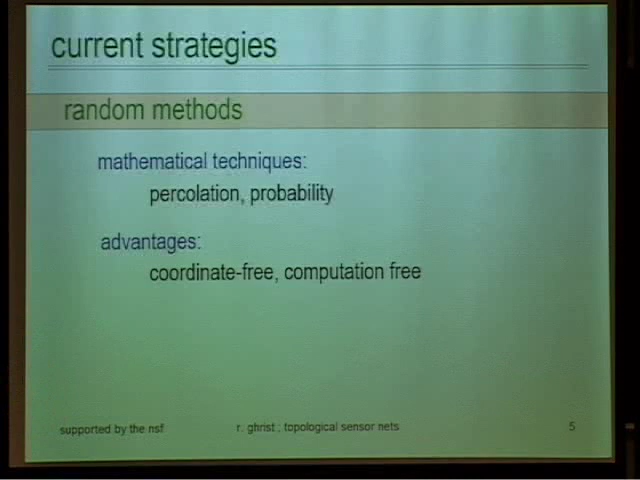 current strategies
random methods
mathematical techniques:
percolation, probability
advantages:
coordinate-free, computation free
supported by the nsf
r. ghrist ; topological sensor nets
5